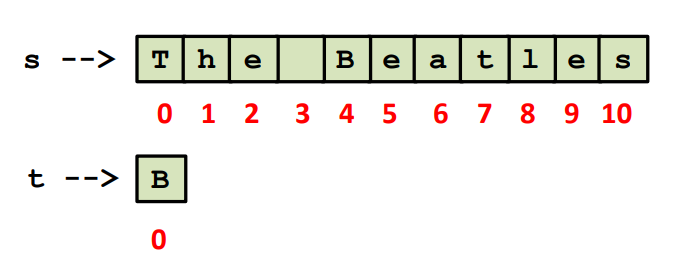 s --> T h e B e a t l e s
0 1 2 3 4 5 6 7 8 9 10
t --> B
0